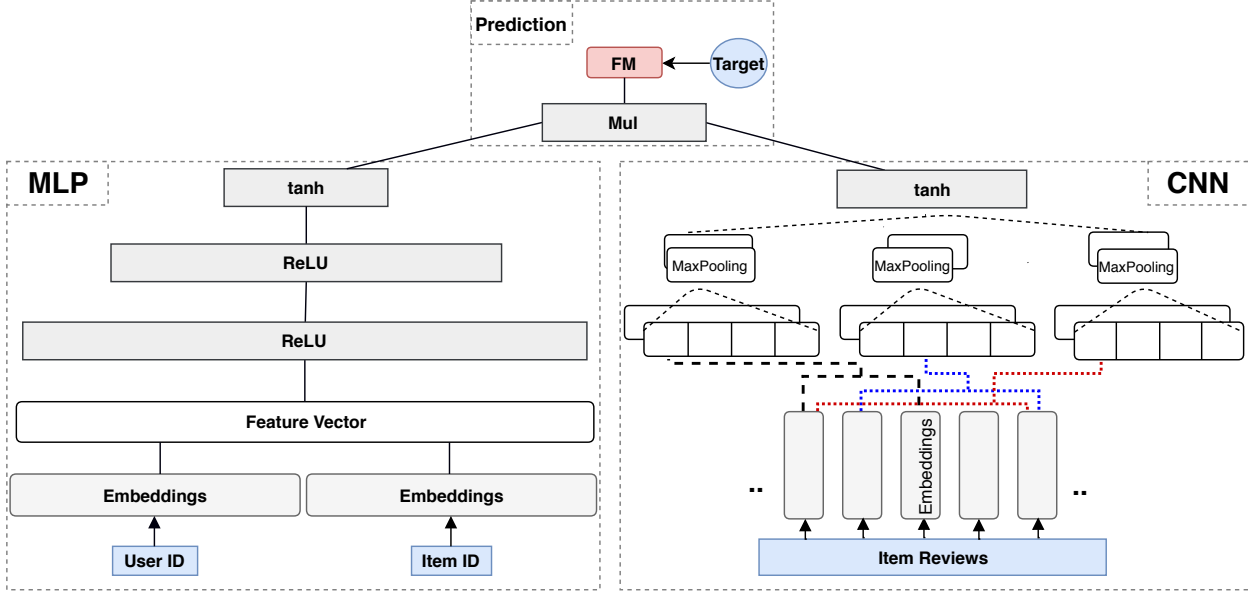 Prediction
FM
Target
Mul
MLP
tanh
ReLU
ReLU
Feature Vector
Embeddings
Embeddings
User ID
Item ID
CNN
tanh
MaxPooling
MaxPooling
MaxPooling
..
Embeddings
..
Item Reviews